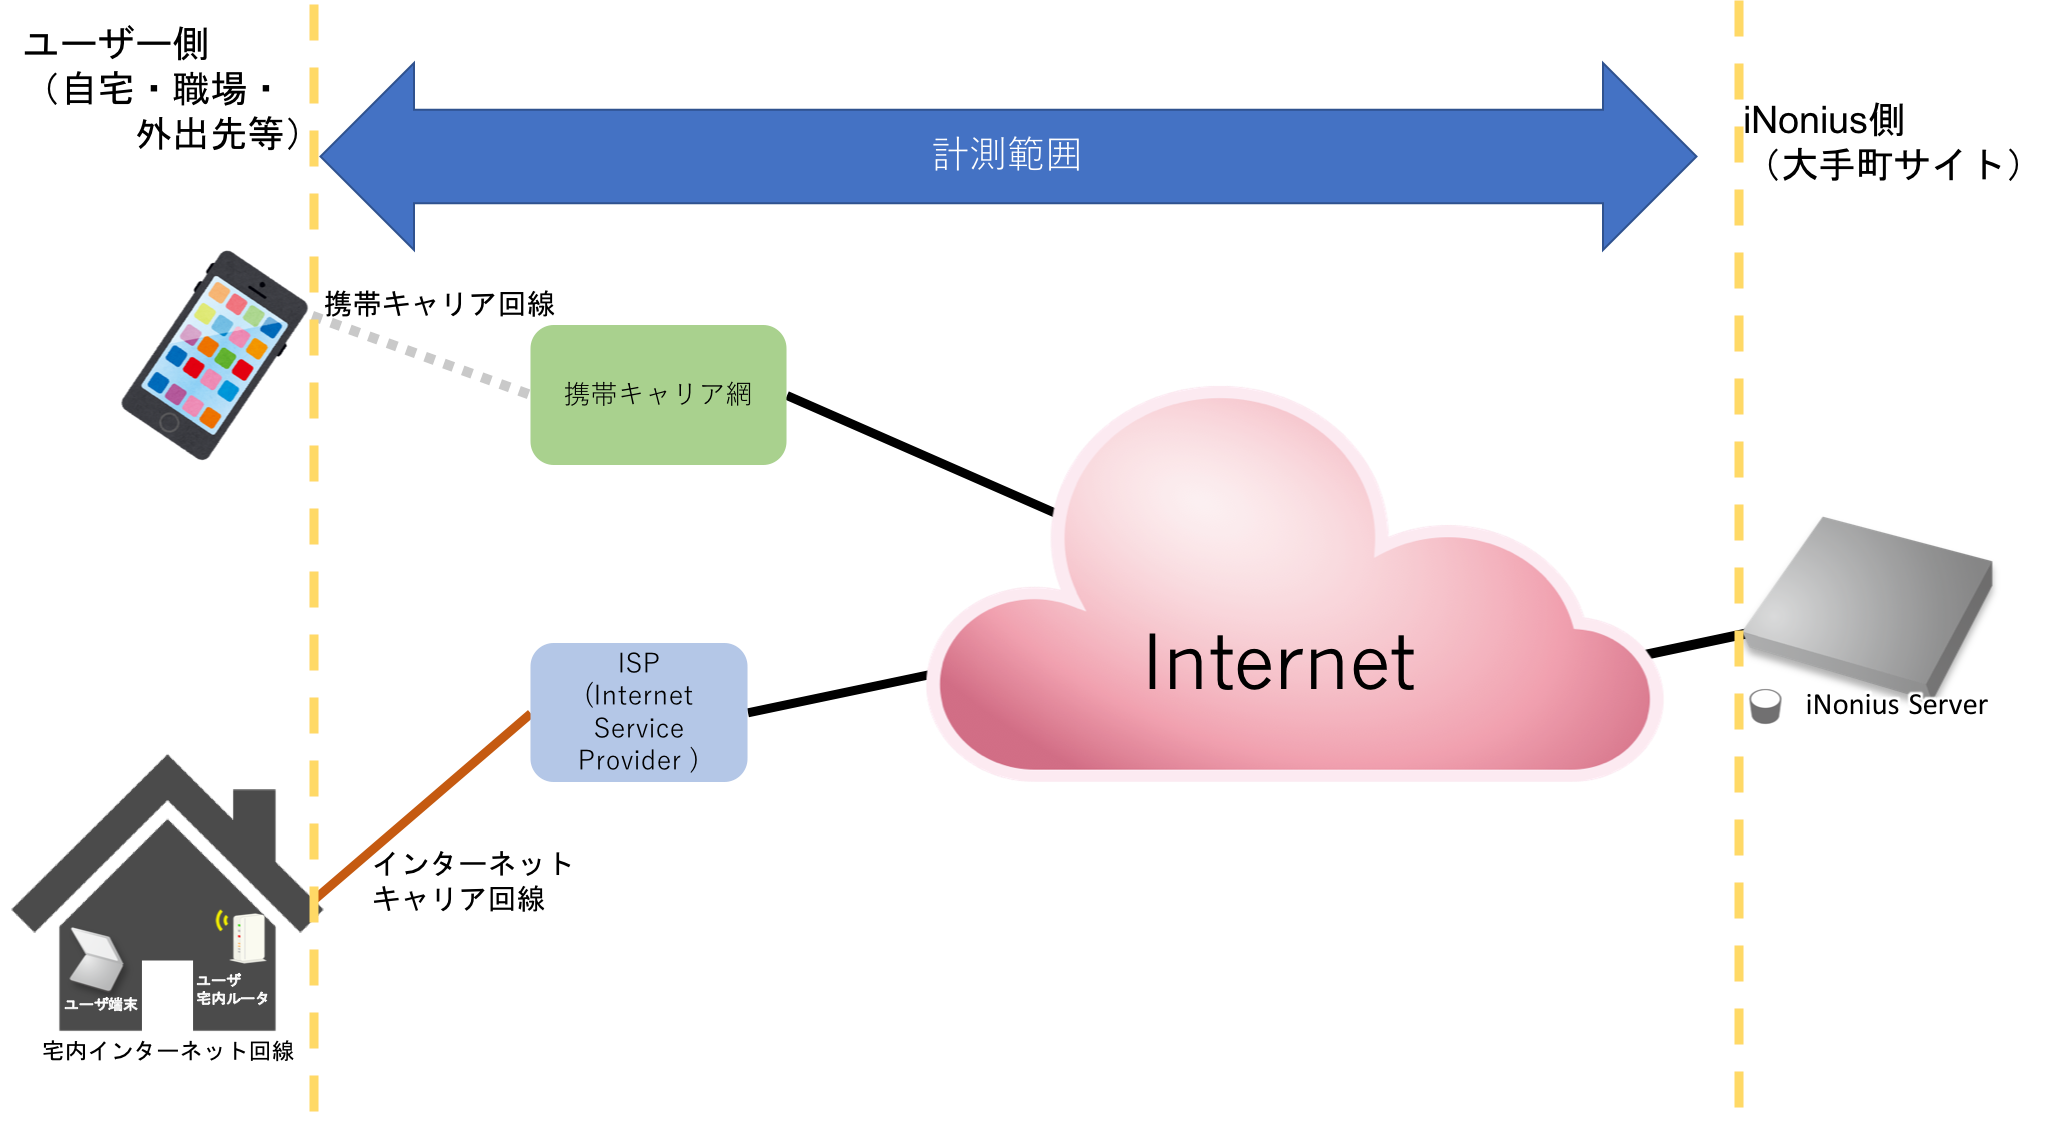 ユーザー側
（自宅・職場・
外出先等）
計測範囲
iNonius側
（大手町サイト）
携帯キャリア回線
携帯キャリア網
Internet
ISP
（Internet
Service
Provider ）
iNonius Server
インターネット
キャリア回線
ユーザ端末
ユーザ
宅内ルータ
宅内インターネット回線